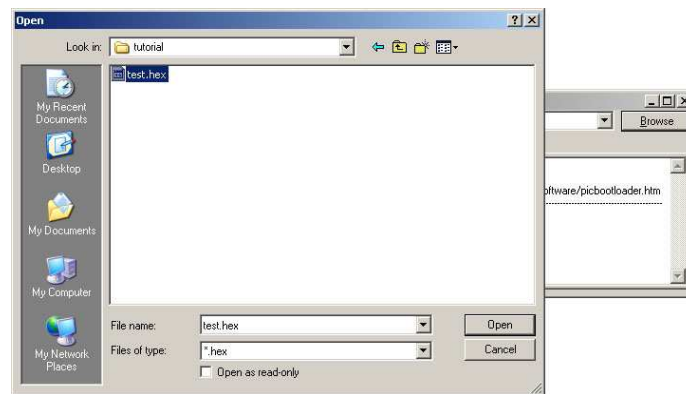 Open
Look in: tutorial
test.hex
My Recent
Documents
Desktop
My Documents
My Computer
My Network
Places
File name: test.hex Open
Files of type: *.hex Cancel
Open as read-only
Browse
oftware/picbootloader.htm